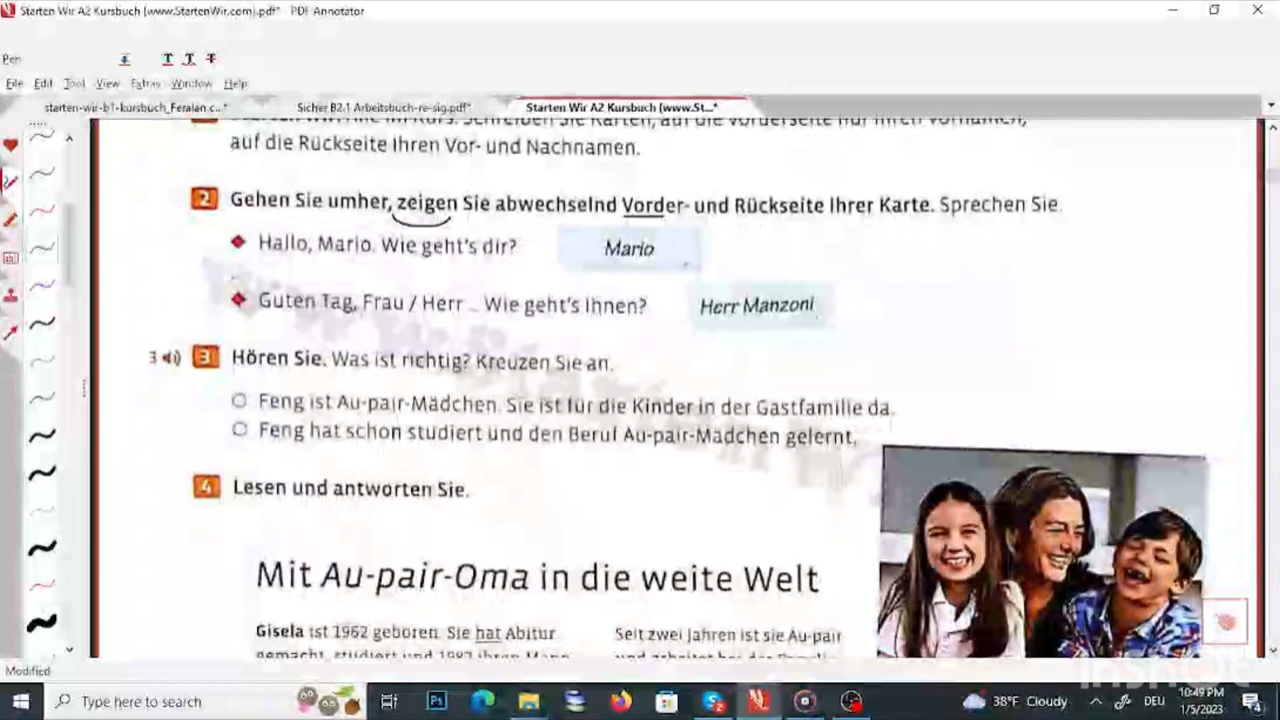 Starten Wir A2 Kursbuch (www.StartenWir.com).pdf* PDF Annotator
Pen
T T T
File Edit Tool View Extras Window Help
starten-wir-b1-kursbuch_Feralan.c...* Sicher B2.1 Arbeitsbuch-re-sig.pdf* Starten Wir A2 Kursbuch (www.St...*
auf die Rückseite Ihren Vor- und Nachnamen.
2 Gehen Sie umher, zeigen Sie abwechselnd Vorder- und Rückseite Ihrer Karte. Sprechen Sie.
Hallo, Mario. Wie geht's dir? Mario
Guten Tag, Frau / Herr ... Wie geht's Ihnen? Herr Manzoni
3 3 Hören Sie. Was ist richtig? Kreuzen Sie an.
Feng ist Au-pair-Mädchen. Sie ist für die Kinder in der Gastfamilie da.
Feng hat schon studiert und den Beruf Au-pair-Mädchen gelernt.
4 Lesen und antworten Sie.
Mit Au-pair-Oma in die weite Welt
Gisela ist 1962 geboren. Sie hat Abitur
Seit zwei Jahren ist sie Au-pair
Modified
Type here to search
38°F Cloudy
DEU
10:49 PM
1/5/2023
4